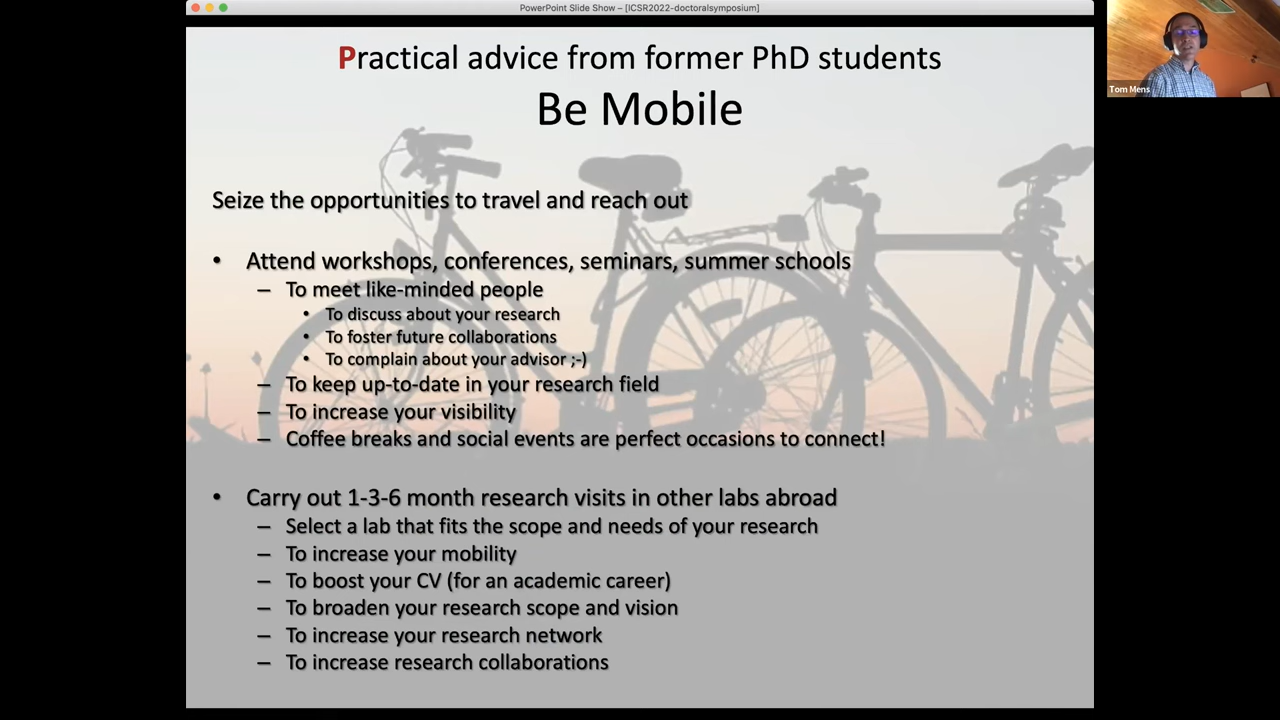 PowerPoint Slide Show – [ICSR2022-doctoralsymposium]
Practical advice from former PhD students
Be Mobile
Tom Mens
Seize the opportunities to travel and reach out
• Attend workshops, conferences, seminars, summer schools
– To meet like-minded people
• To discuss about your research
• To foster future collaborations
• To complain about your advisor ;-)
– To keep up-to-date in your research field
– To increase your visibility
– Coffee breaks and social events are perfect occasions to connect!
• Carry out 1-3-6 month research visits in other labs abroad
– Select a lab that fits the scope and needs of your research
– To increase your mobility
– To boost your CV (for an academic career)
– To broaden your research scope and vision
– To increase your research network
– To increase research collaborations